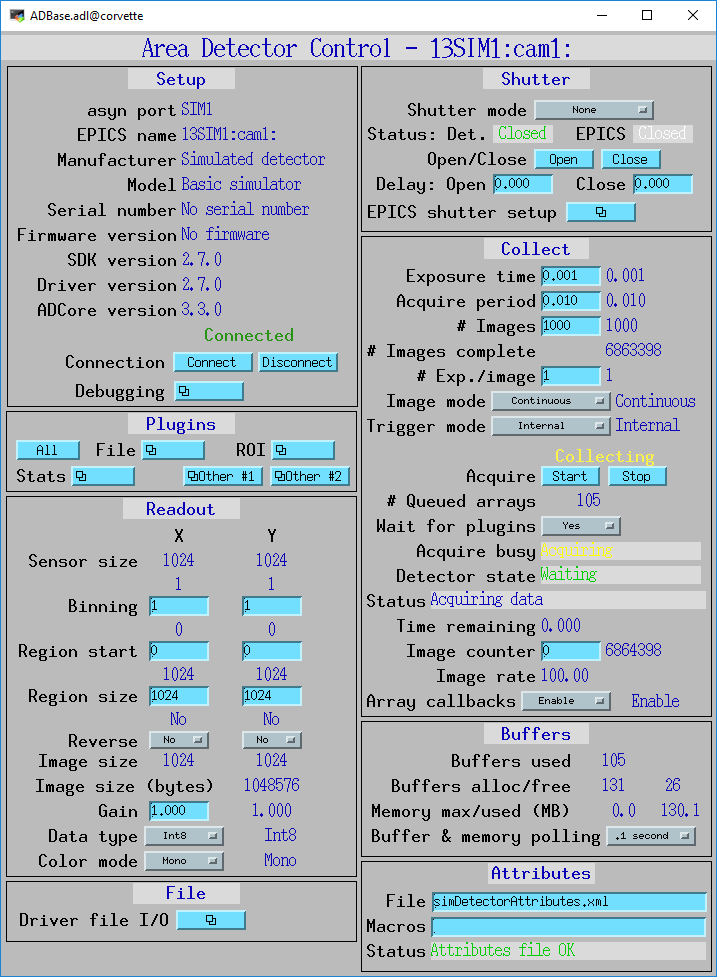 ADBase.adl@corvette
Area Detector Control - 13SIM1:cam1:
Setup
asyn port SIM1
EPICS name 13SIM1:cam1:
Manufacturer Simulated detector
Model Basic simulator
Serial number No serial number
Firmware version No firmware
SDK version 2.7.0
Driver version 2.7.0
ADCore version 3.3.0
Connected
Connection Connect Disconnect
Debugging
Plugins
All File ROI
Stats Other #1 Other #2
Readout
X Y
Sensor size 1024 1024
1 1
Binning 1 1
0 0
Region start 0 0
1024 1024
Region size 1024 1024
No No
Reverse No No
Image size 1024 1024
Image size (bytes) 1048576
Gain 1.000 1.000
Data type Int8 Int8
Color mode Mono Mono
File
Driver file I/O
Shutter
Shutter mode None
Status: Det. Closed EPICS Closed
Open/Close Open Close
Delay: Open 0.000 Close 0.000
EPICS shutter setup
Collect
Exposure time 0.001 0.001
Acquire period 0.010 0.010
# Images 1000 1000
# Images complete 6863398
# Exp./image 1 1
Image mode Continuous Continuous
Trigger mode Internal Internal
Collecting
Acquire Start Stop
# Queued arrays 105
Wait for plugins Yes
Acquire busy Acquiring
Detector state Waiting
Status Acquiring data
Time remaining 0.000
Image counter 0 6864398
Image rate 100.00
Array callbacks Enable Enable
Buffers
Buffers used 105
Buffers alloc/free 131 26
Memory max/used (MB) 0.0 130.1
Buffer & memory polling .1 second
Attributes
File simDetectorAttributes.xml
Macros
Status Attributes file OK